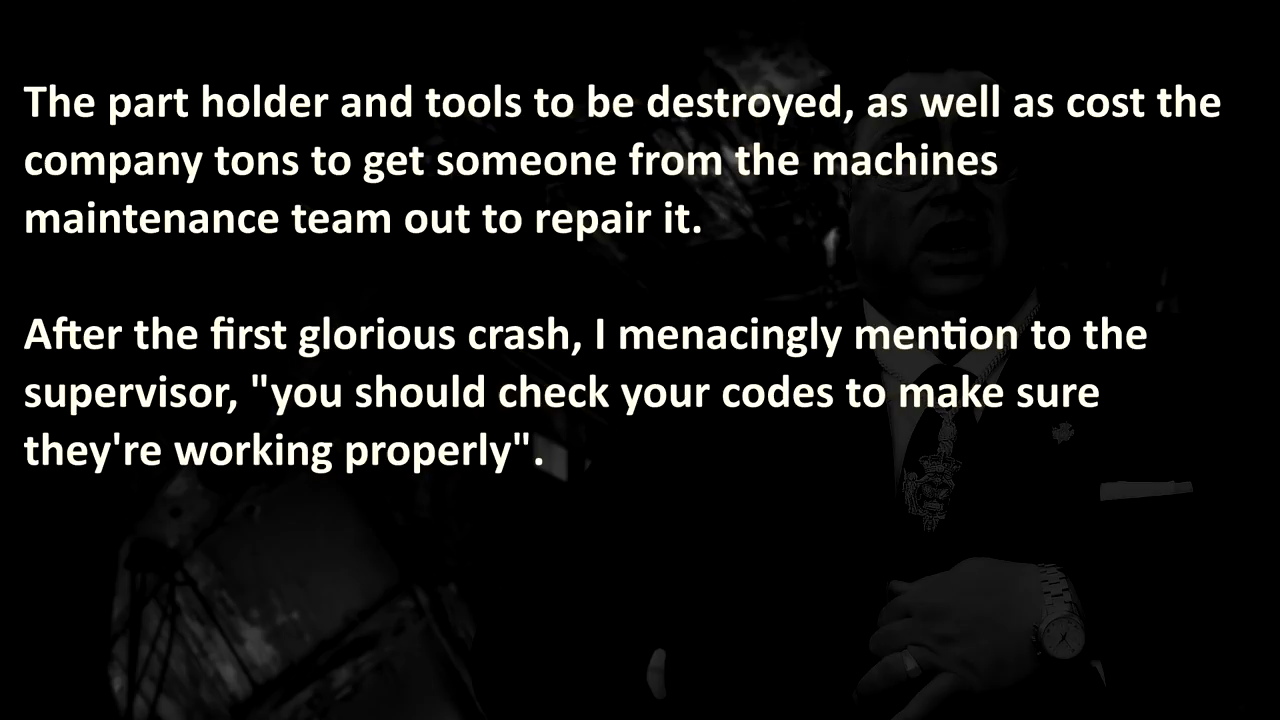 The part holder and tools to be destroyed, as well as cost the
company tons to get someone from the machines
maintenance team out to repair it.
After the first glorious crash, I menacingly mention to the
supervisor, "you should check your codes to make sure
they're working properly".